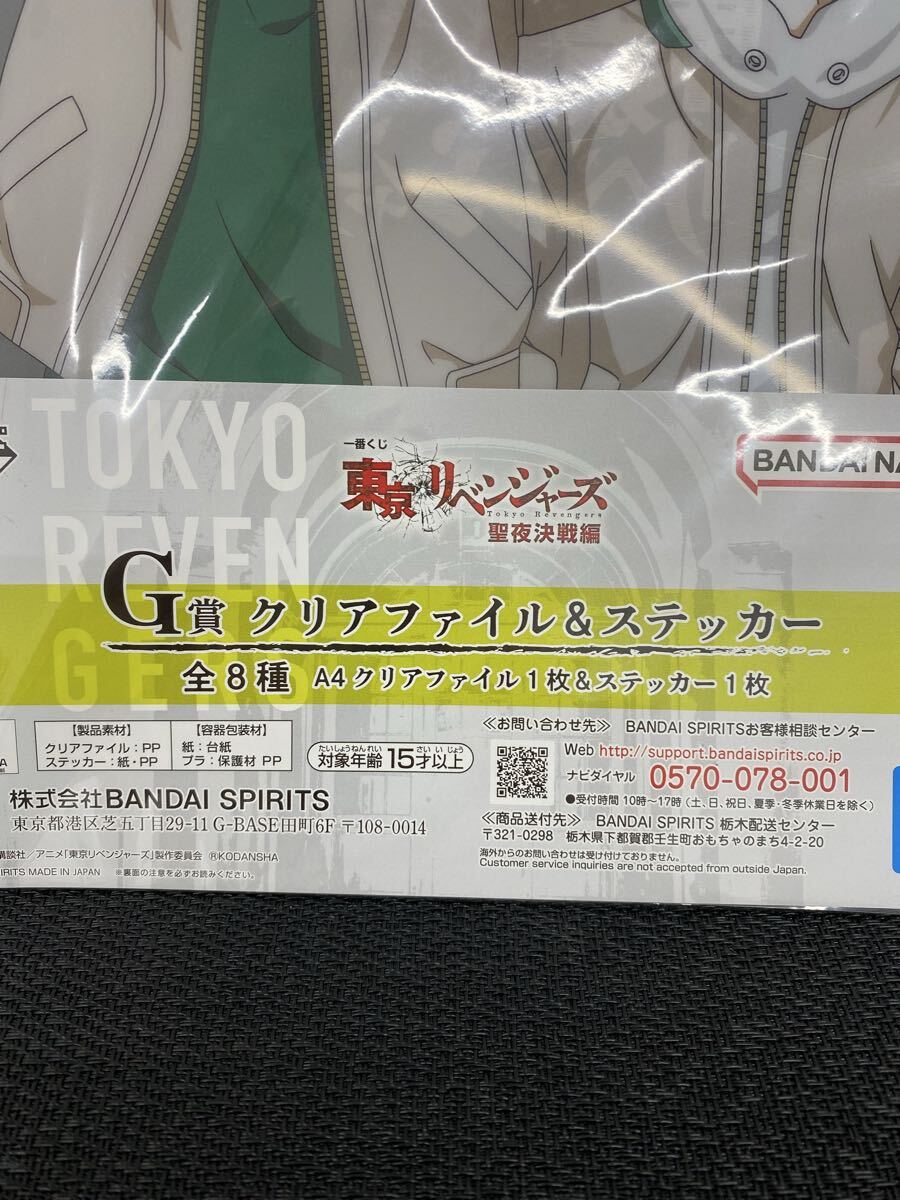 TOKYO
REVEN
GERS
一番くじ
東京リベンジャーズ
Tokyo Revengers
聖夜決戦編
BANDAI NA
G賞 クリアファイル&ステッカー
全8種 A4クリアファイル1枚&ステッカー1枚
【製品素材】
クリアファイル:PP
ステッカー:紙・PP
【容器包装材】
紙:台紙
プラ:保護材 PP
たいしょうねんれい さい いじょう
対象年齢 15才以上
株式会社BANDAI SPIRITS
東京都港区芝五丁目29-11 G-BASE田町6F 〒108-0014
講談社/アニメ「東京リベンジャーズ」製作委員会 ®KODANSHA
IRITS MADE IN JAPAN ※裏面の注意を必ずお読みください。
≪お問い合わせ先≫ BANDAI SPIRITSお客様相談センター
Web http://support.bandaispirits.co.jp
ナビダイヤル 0570-078-001
●受付時間 10時~17時(土、日、祝日、夏季・冬季休業日を除く)
≪商品送付先≫ BANDAI SPIRITS 栃木配送センター
〒321-0298 栃木県下都賀郡壬生町おもちゃのまち4-2-20
海外からのお問い合わせは受け付けておりません。
Customer service inquiries are not accepted from outside Japan.